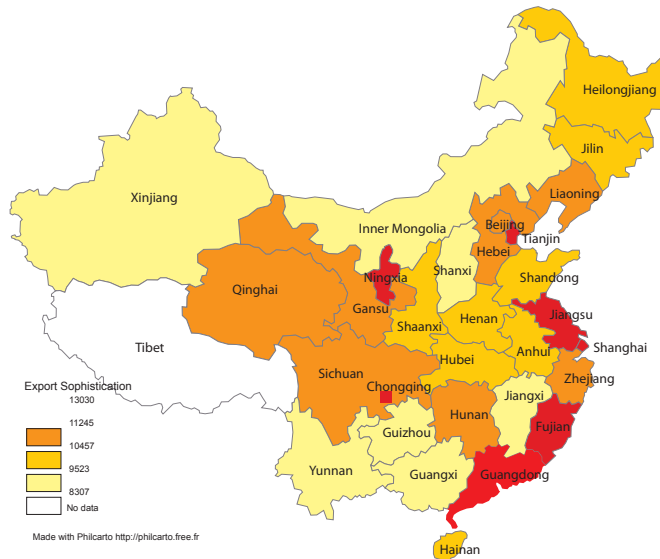 Heilongjiang
Jilin
Xinjiang
Liaoning
Inner Mongolia
Beijing
Tianjin
Hebei
Shanxi
Ningxia
Shandong
Qinghai
Gansu
Henan
Jiangsu
Shaanxi
Anhui
Shanghai
Tibet
Hubei
Sichuan
Zhejiang
Chongqing
Jiangxi
Hunan
Guizhou
Fujian
Yunnan
Guangxi
Guangdong
Hainan
Export Sophistication
13030
11245
10457
9523
8307
No data
Made with Philcarto http://philcarto.free.fr